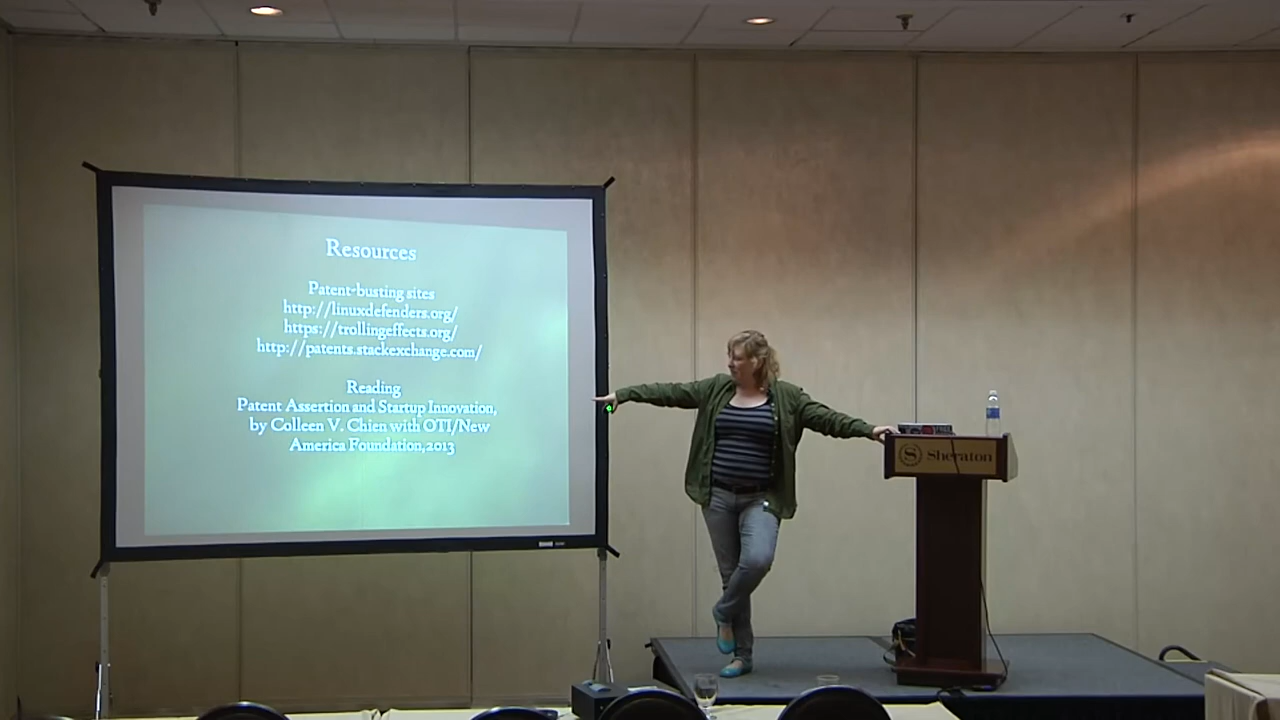 Resources
Patent-busting sites
http://linuxdefenders.org/
https://trollingeffects.org/
http://patents.stackexchange.com/
Reading
Patent Assertion and Startup Innovation,
by Colleen V. Chien with OTI/New
America Foundation,2013
S Sheraton